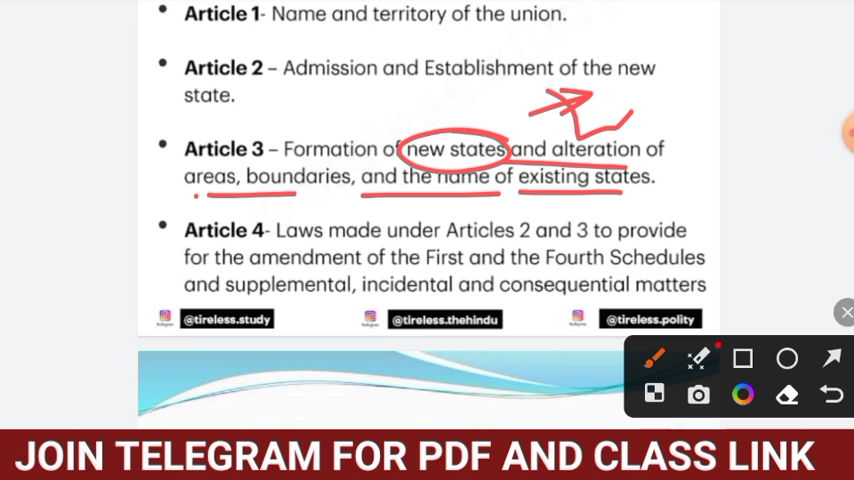 • Article 1- Name and territory of the union.
• Article 2 – Admission and Establishment of the new
state.
• Article 3 – Formation of new states and alteration of
areas, boundaries, and the name of existing states.
• Article 4- Laws made under Articles 2 and 3 to provide
for the amendment of the First and the Fourth Schedules
and supplemental, incidental and consequential matters
@tireless.study @tireless.thehindu @tireless.polity
JOIN TELEGRAM FOR PDF AND CLASS LINK